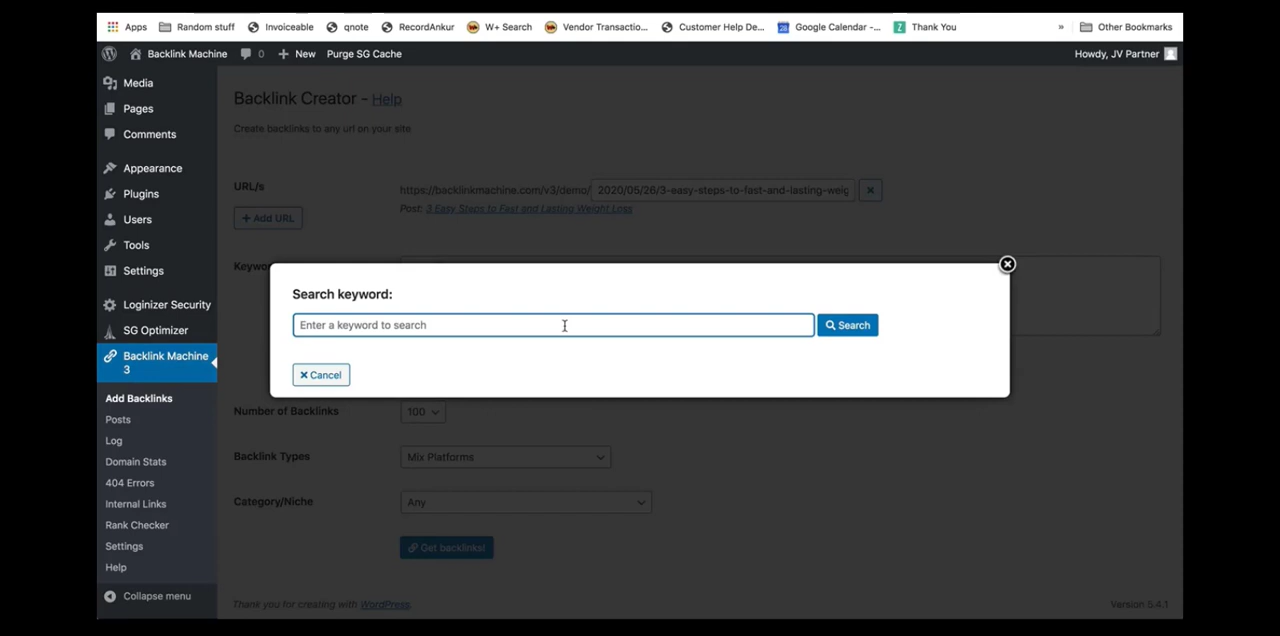 Apps Random stuff Invoiceable qnote RecordAnkur W+ Search Vendor Transactio... Customer Help De... Google Calendar -... Thank You » Other Bookmarks
Backlink Machine 0 + New Purge SG Cache Howdy, JV Partner
Media
Pages
Comments
Appearance
Plugins
Users
Tools
Settings
Loginizer Security
SG Optimizer
Backlink Machine
3
Add Backlinks
Posts
Log
Domain Stats
404 Errors
Internal Links
Rank Checker
Settings
Help
Collapse menu
Backlink Creator - Help
Create backlinks to any url on your site
URL/s https://backlinkmachine.com/v3/demo/ 2020/05/26/3-easy-steps-to-fast-and-lasting-weig
+ Add URL Post: 3 Easy Steps to Fast and Lasting Weight Loss
Search keyword:
Enter a keyword to search Search
Cancel
Number of Backlinks 100
Backlink Types Mix Platforms
Category/Niche Any
Get backlinks!
Thank you for creating with WordPress. Version 5.4.1